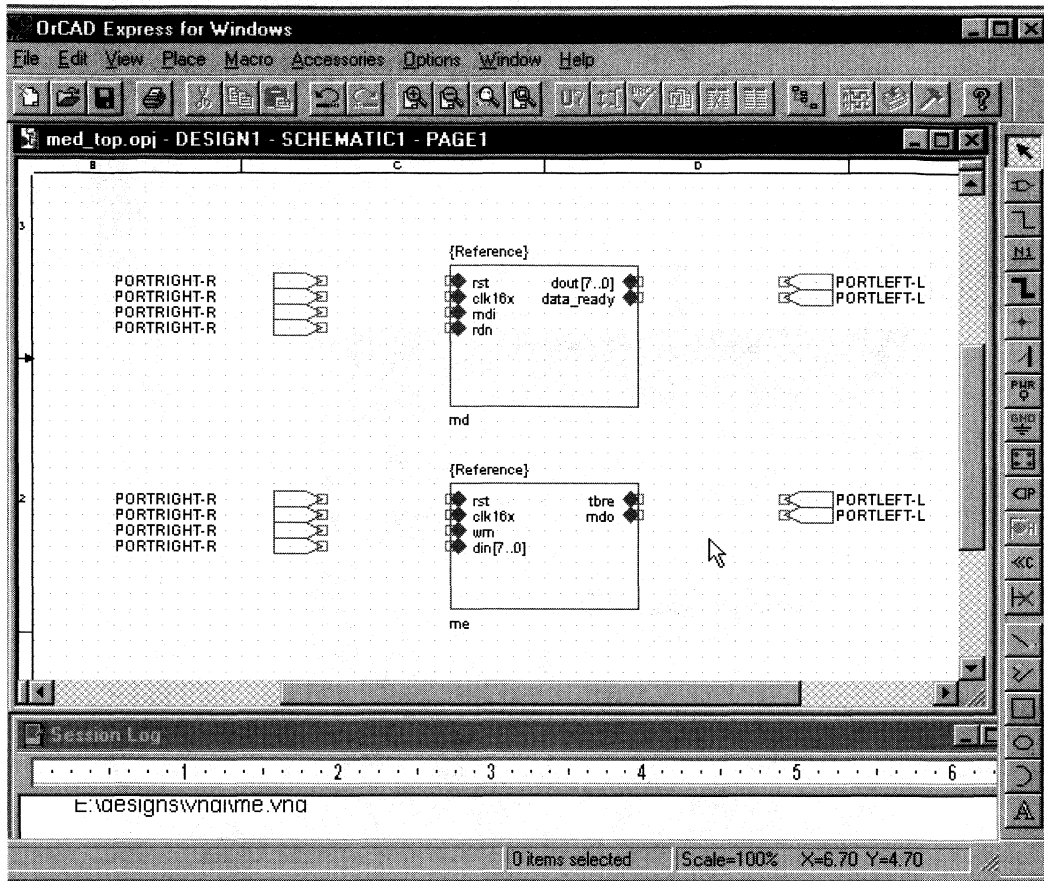 OrCAD Express for Windows
File Edit View Place Macro Accessories Options Window Help
U?
med_top.opj - DESIGN1 - SCHEMATIC1 - PAGE1
B C D
3
{Reference}
PORTRIGHT-R rst dout[7..0] PORTLEFT-L
PORTRIGHT-R clk16x data_ready PORTLEFT-L
PORTRIGHT-R mdi
PORTRIGHT-R rdn
md
{Reference}
2
PORTRIGHT-R rst tbre PORTLEFT-L
PORTRIGHT-R clk16x mdo PORTLEFT-L
PORTRIGHT-R wrn
PORTRIGHT-R din[7..0]
me
N1
PWR
GND
Session Log
1 2 3 4 5 6
E:\designs\vhdl\me.vhd
A
0 items selected Scale=100% X=6.70 Y=4.70